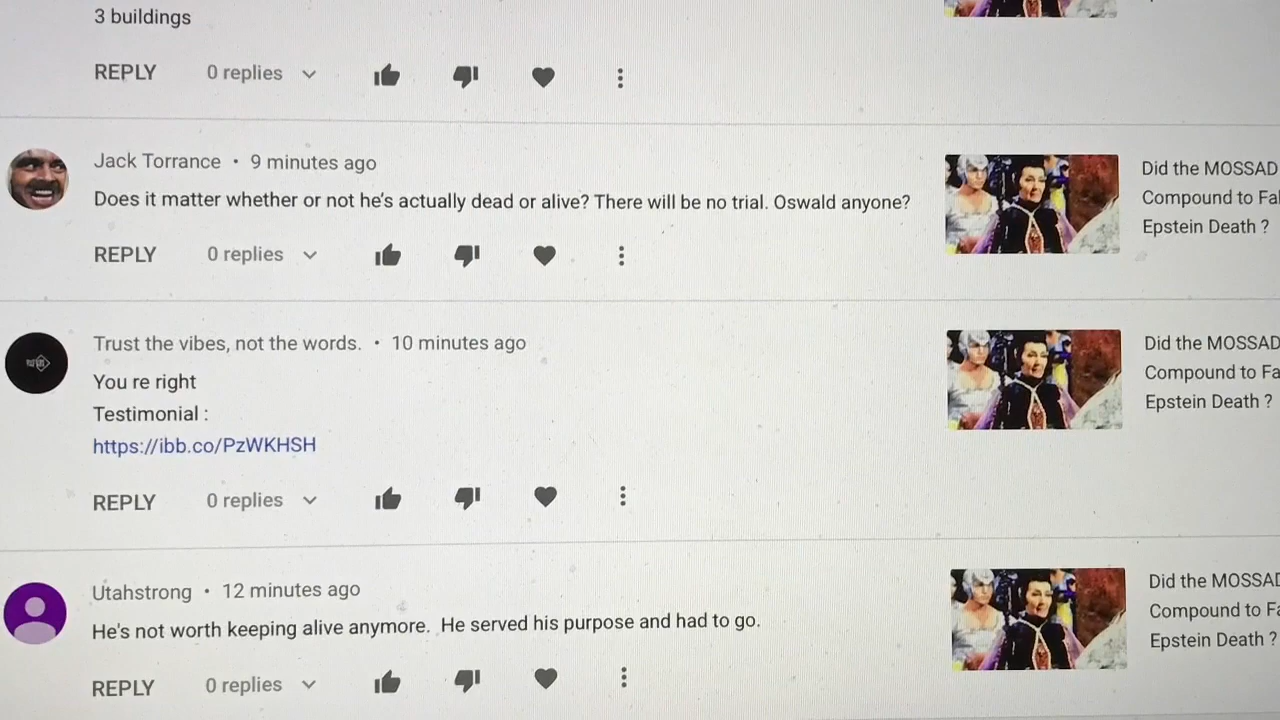 3 buildings
REPLY 0 replies
Jack Torrance • 9 minutes ago
Does it matter whether or not he's actually dead or alive? There will be no trial. Oswald anyone?
REPLY 0 replies
Did the MOSSAD
Compound to Fa
Epstein Death ?
Trust the vibes, not the words. • 10 minutes ago
You re right
Testimonial :
https://ibb.co/PzWKHSH
REPLY 0 replies
Did the MOSSAD
Compound to Fa
Epstein Death ?
Utahstrong • 12 minutes ago
He's not worth keeping alive anymore.  He served his purpose and had to go.
REPLY 0 replies
Did the MOSSAD
Compound to Fa
Epstein Death ?